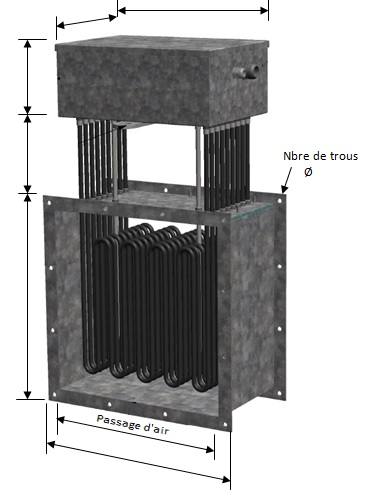 Nbre de trous
Ø
Passage d'air